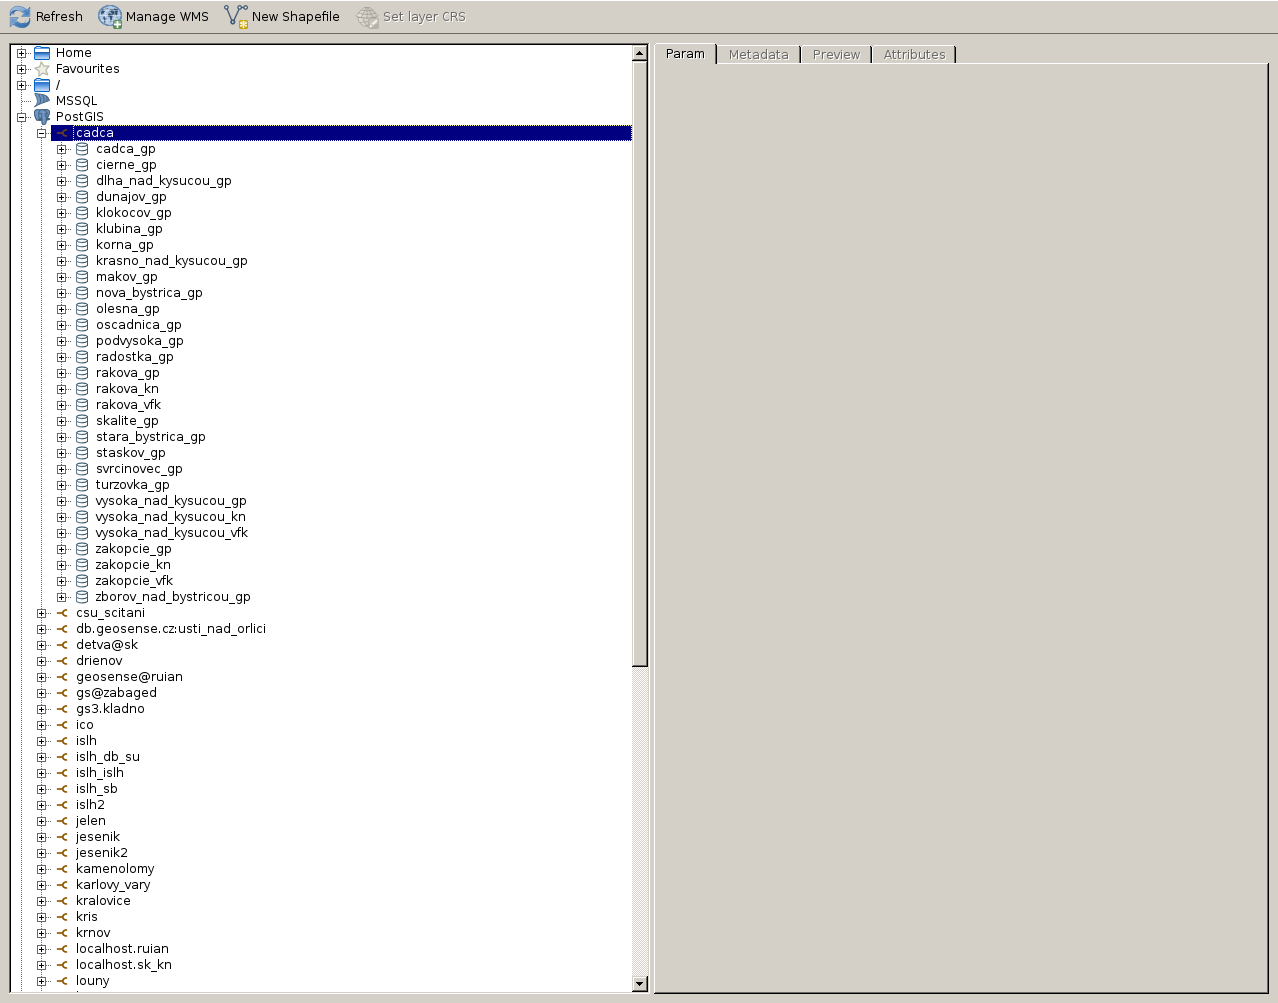 Refresh Manage WMS New Shapefile Set layer CRS
Param Metadata Preview Attributes
Home
Favourites
/
MSSQL
PostGIS
cadca
cadca_gp
cierne_gp
dlha_nad_kysucou_gp
dunajov_gp
klokocov_gp
klubina_gp
korna_gp
krasno_nad_kysucou_gp
makov_gp
nova_bystrica_gp
olesna_gp
oscadnica_gp
podvysoka_gp
radostka_gp
rakova_gp
rakova_kn
rakova_vfk
skalite_gp
stara_bystrica_gp
staskov_gp
svrcinovec_gp
turzovka_gp
vysoka_nad_kysucou_gp
vysoka_nad_kysucou_kn
vysoka_nad_kysucou_vfk
zakopcie_gp
zakopcie_kn
zakopcie_vfk
zborov_nad_bystricou_gp
csu_scitani
db.geosense.cz:usti_nad_orlici
detva@sk
drienov
geosense@ruian
gs@zabaged
gs3.kladno
ico
islh
islh_db_su
islh_islh
islh_sb
islh2
jelen
jesenik
jesenik2
kamenolomy
karlovy_vary
kralovice
kris
krnov
localhost.ruian
localhost.sk_kn
louny